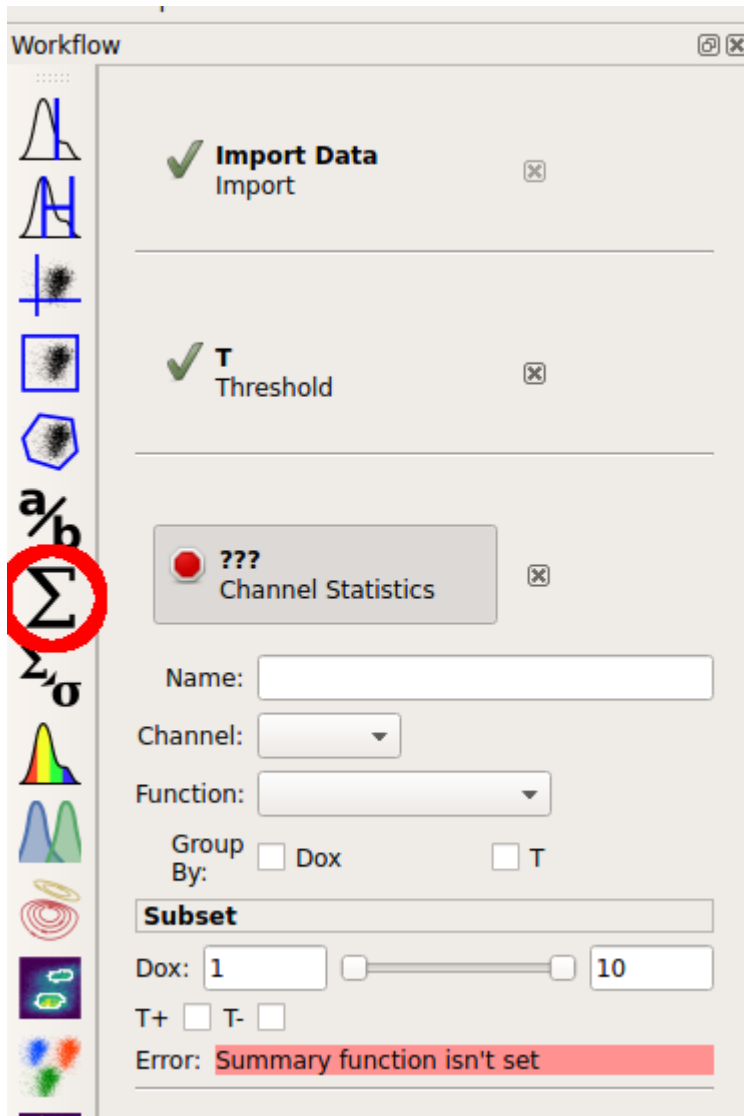 Workflow
Import Data
Import
T
Threshold
a/b
???
Channel Statistics
Σ
Σ σ
Name:
Channel:
Function:
Group By:
Dox
T
Subset
Dox: 1 10
T+ T-
Error: Summary function isn't set